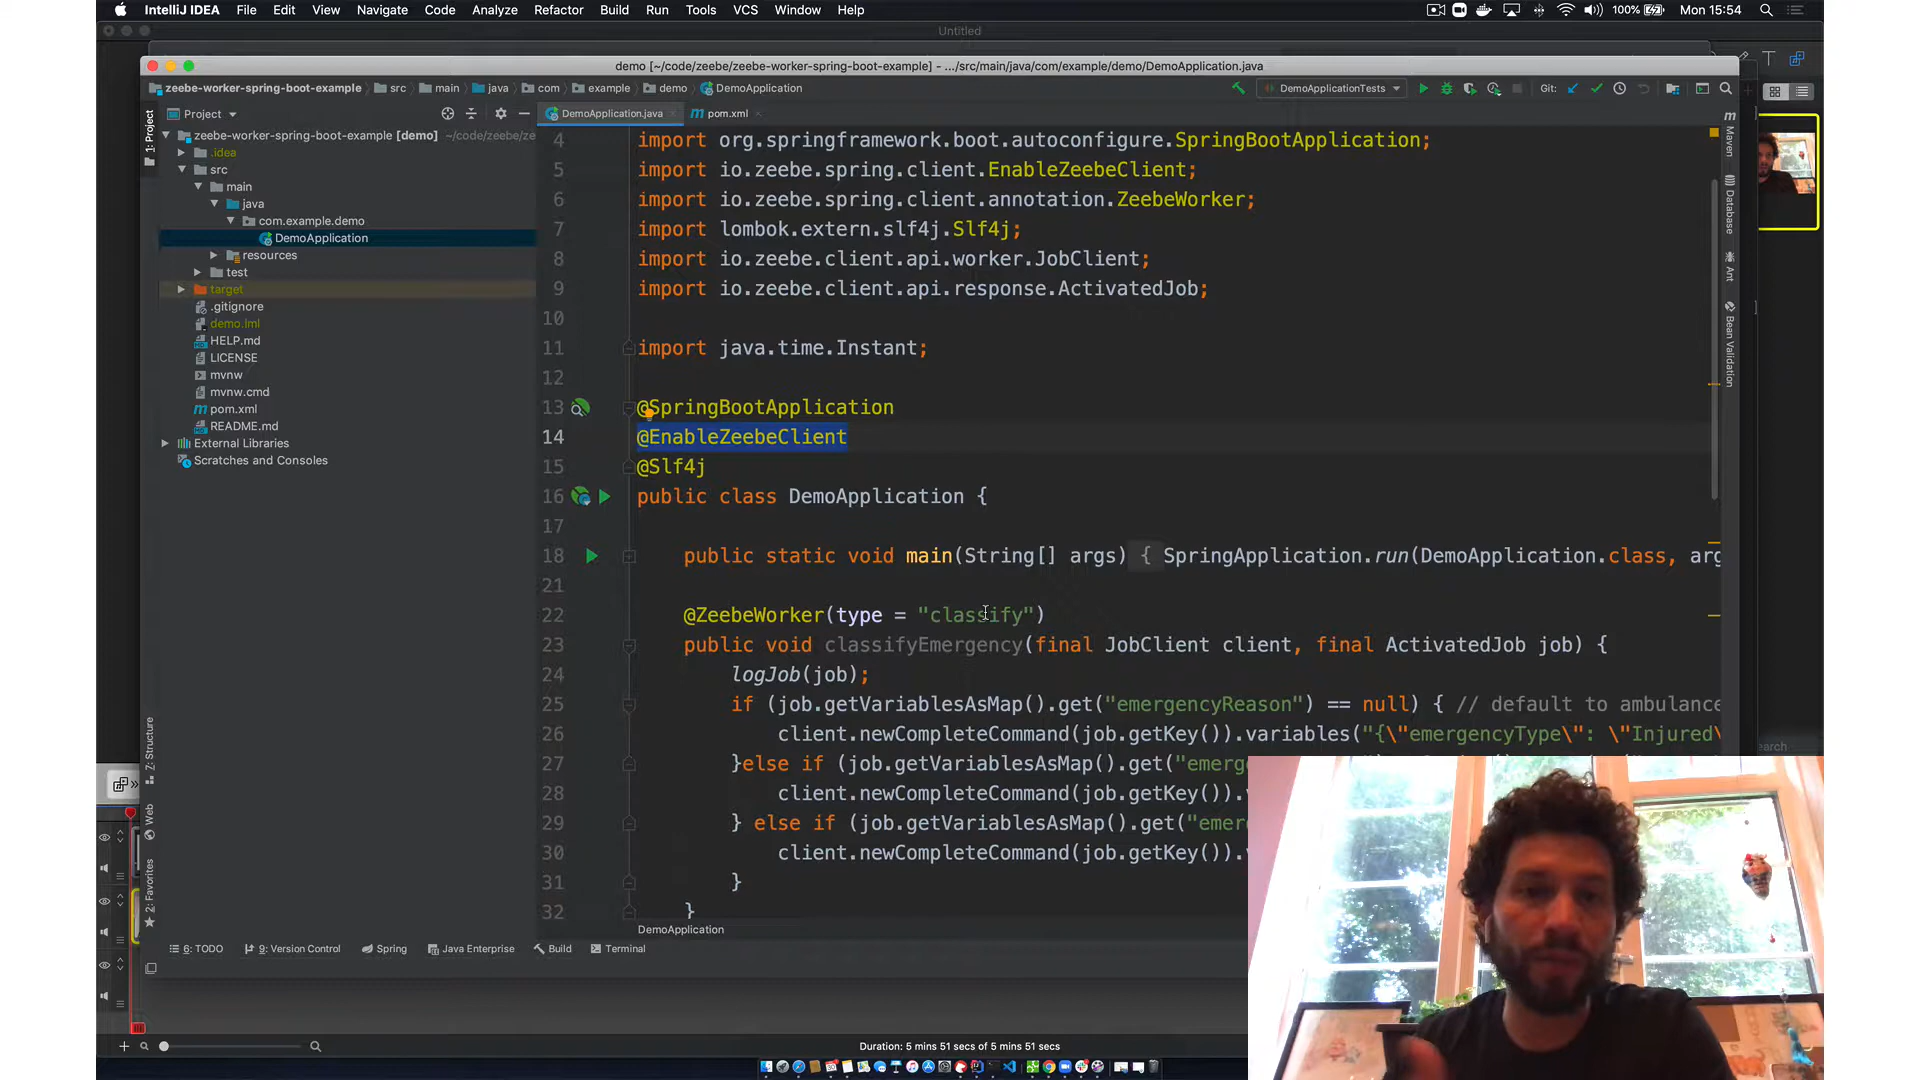 IntelliJ IDEA File Edit View Navigate Code Analyze Refactor Build Run Tools VCS Window Help 100% Mon 15:54
Untitled
demo [~/code/zeebe/zeebe-worker-spring-boot-example] - .../src/main/java/com/example/demo/DemoApplication.java
zeebe-worker-spring-boot-example src main java com example demo DemoApplication DemoApplicationTests Git:
Project
DemoApplication.java
pom.xml
zeebe-worker-spring-boot-example [demo] ~/code/zeebe/ze
.idea
src
main
java
com.example.demo
DemoApplication
resources
test
target
.gitignore
demo.iml
HELP.md
LICENSE
mvnw
mvnw.cmd
pom.xml
README.md
External Libraries
Scratches and Consoles
1: Project
7: Structure
Web
2: Favorites
4 import org.springframework.boot.autoconfigure.SpringBootApplication;
5 import io.zeebe.spring.client.EnableZeebeClient;
6 import io.zeebe.spring.client.annotation.ZeebeWorker;
7 import lombok.extern.slf4j.Slf4j;
8 import io.zeebe.client.api.worker.JobClient;
9 import io.zeebe.client.api.response.ActivatedJob;
10
11 import java.time.Instant;
12
13 @SpringBootApplication
14 @EnableZeebeClient
15 @Slf4j
16 public class DemoApplication {
17
18 public static void main(String[] args) { SpringApplication.run(DemoApplication.class, arg
21
22 @ZeebeWorker(type = "classify")
23 public void classifyEmergency(final JobClient client, final ActivatedJob job) {
24 logJob(job);
25 if (job.getVariablesAsMap().get("emergencyReason") == null) { // default to ambulance
26 client.newCompleteCommand(job.getKey()).variables("{\"emergencyType\": \"Injured\
27 }else if (job.getVariablesAsMap().get("emerg
28 client.newCompleteCommand(job.getKey()).v
29 } else if (job.getVariablesAsMap().get("emer
30 client.newCompleteCommand(job.getKey()).v
31 }
32 }
DemoApplication
Maven
Database
Ant
Bean Validation
earch
6: TODO 9: Version Control Spring Java Enterprise Build Terminal
Duration: 5 mins 51 secs of 5 mins 51 secs